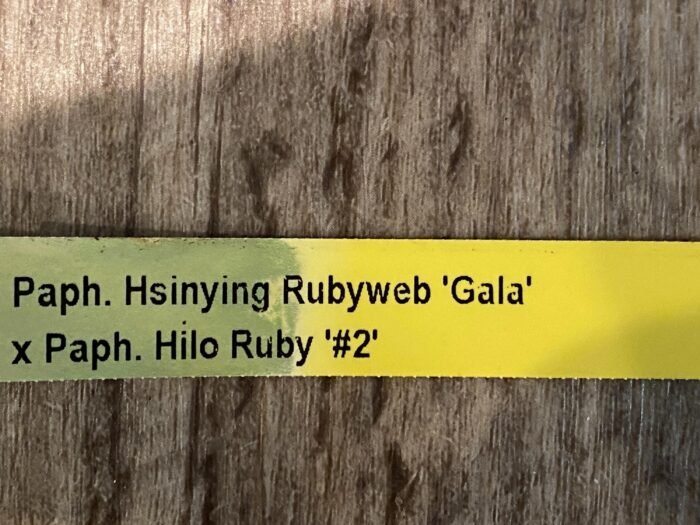 Paph. Hsinying Rubyweb 'Gala'
x Paph. Hilo Ruby '#2'